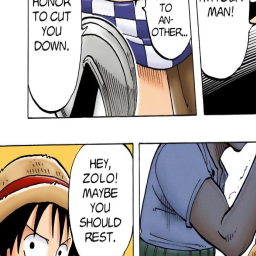 HONOR
TO CUT
YOU
DOWN.
TO
AN-
OTHER...
MAN!
HEY,
ZOLO!
MAYBE
YOU
SHOULD
REST.